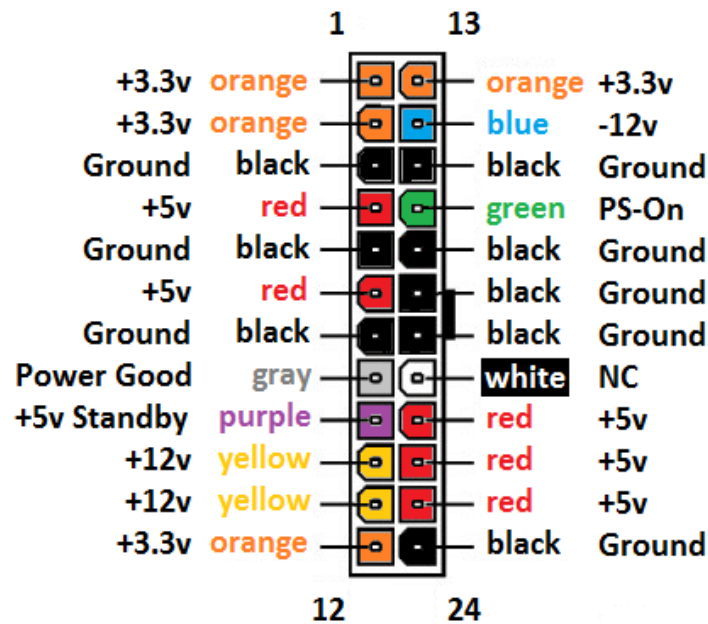 1 13
+3.3v orange orange +3.3v
+3.3v orange blue -12v
Ground black black Ground
+5v red green PS-On
Ground black black Ground
+5v red black Ground
Ground black black Ground
Power Good gray white NC
+5v Standby purple red +5v
+12v yellow red +5v
+12v yellow red +5v
+3.3v orange black Ground
12 24